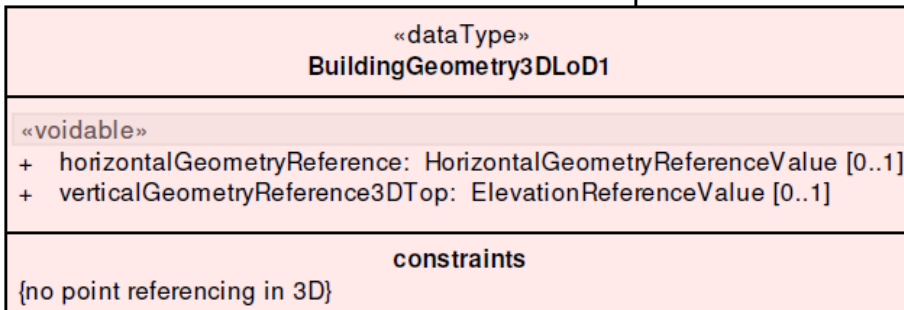 «dataType»
BuildingGeometry3DLoD1
«voidable»
+ horizontalGeometryReference: HorizontalGeometryReferenceValue [0..1]
+ verticalGeometryReference3DTop: ElevationReferenceValue [0..1]
constraints
{no point referencing in 3D}